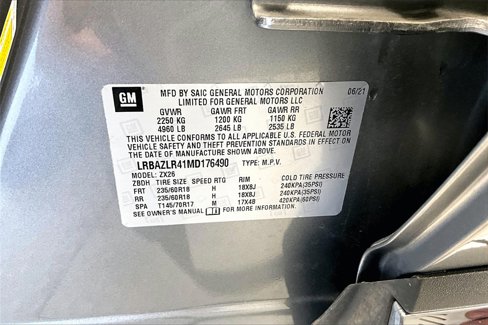 GM
MFD BY SAIC GENERAL MOTORS CORPORATION 06/21
LIMITED FOR GENERAL MOTORS LLC
GVWR GAWR FRT GAWR RR
2250 KG 1200 KG 1150 KG
4960 LB 2645 LB 2535 LB
THIS VEHICLE CONFORMS TO ALL APPLICABLE U.S. FEDERAL MOTOR
VEHICLE SAFETY AND THEFT PREVENTION STANDARDS IN EFFECT ON
THE DATE OF MANUFACTURE SHOWN ABOVE.
LRBAZLR41MD176490 TYPE: M.P.V.
MODEL: ZX26
ZBDH TIRE SIZE SPEED RTG RIM COLD TIRE PRESSURE
FRT 235/60R18 H 18X8J 240KPA(35PSI)
RR 235/60R18 H 18X8J 240KPA(35PSI)
SPA T145/70R17 M 17X4B 420KPA(60PSI)
SEE OWNER'S MANUAL FOR MORE INFORMATION.